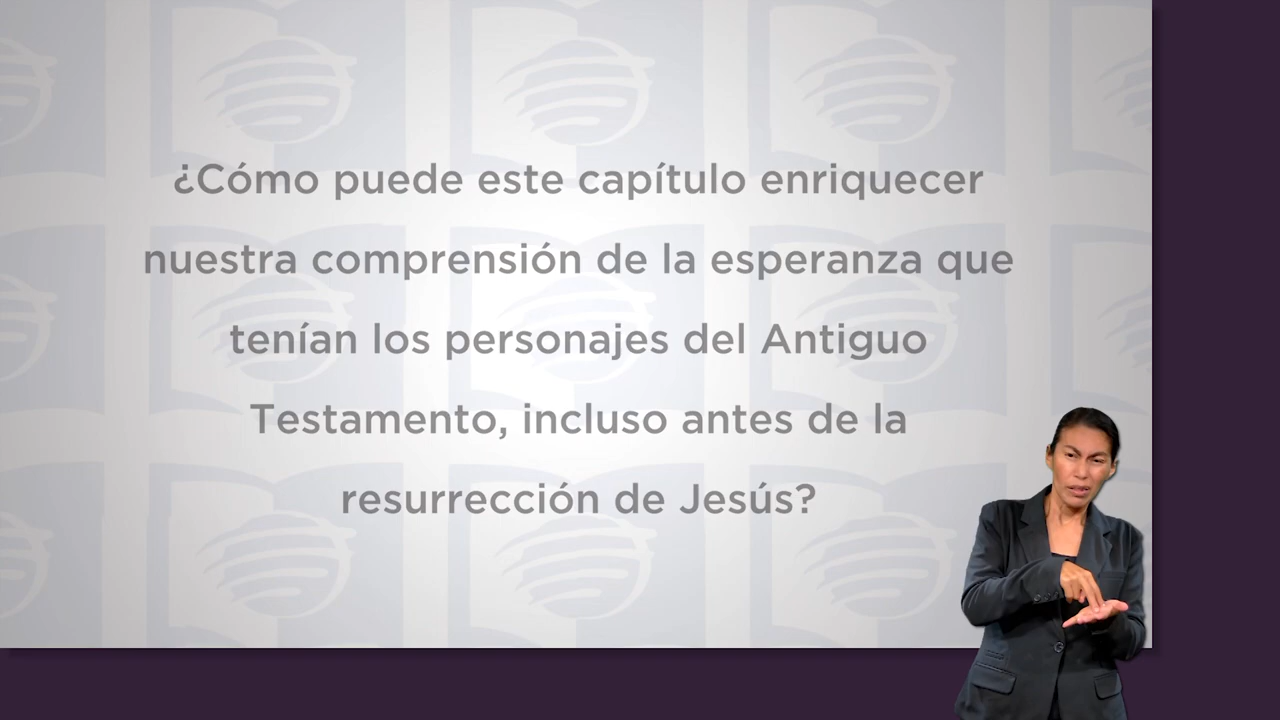 ¿Cómo puede este capítulo enriquecer
nuestra comprensión de la esperanza que
tenían los personajes del Antiguo
Testamento, incluso antes de la
resurrección de Jesús?